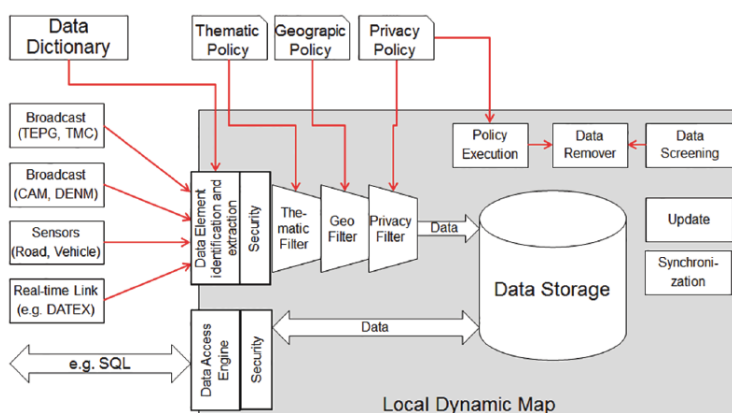 Data
Dictionary
Thematic
Policy
Geograpic
Policy
Privacy
Policy
Broadcast
(TEPG, TMC)
Broadcast
(CAM, DENM)
Sensors
(Road, Vehicle)
Real-time Link
(e.g. DATEX)
e.g. SQL
Data Element
identification and
extraction
Security
The-
matic
Filter
Geo
Filter
Privacy
Filter
Data
Policy
Execution
Data
Remover
Data
Screening
Update
Synchroni-
zation
Data Storage
Data Access
Engine
Security
Data
Local Dynamic Map